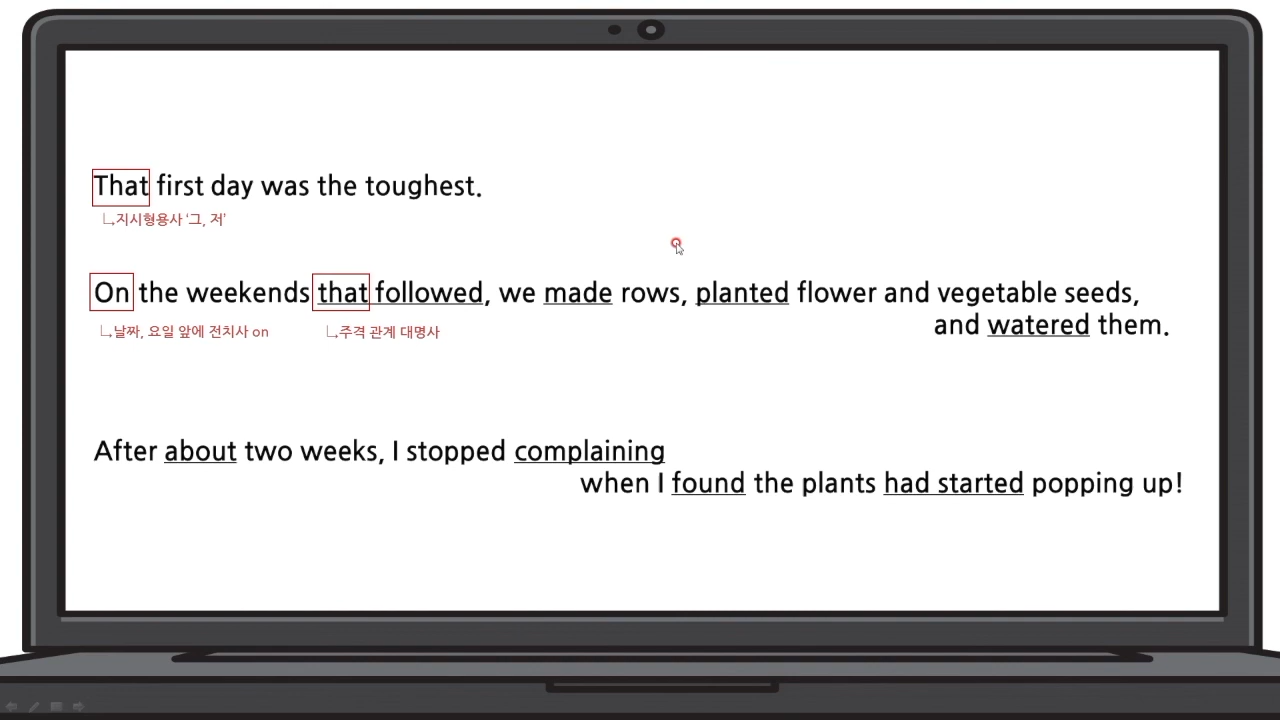 That first day was the toughest.
ㄴ지시형용사 ‘그, 저’
On the weekends that followed, we made rows, planted flower and vegetable seeds,
and watered them.
ㄴ날짜, 요일 앞에 전치사 on
ㄴ주격 관계 대명사
After about two weeks, I stopped complaining
when I found the plants had started popping up!